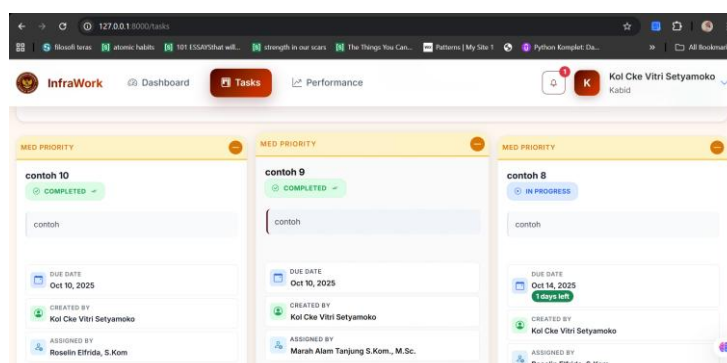 127.0.0.1:8000/tasks
filosofi teras
atomic habits
101 ESSAYSthat will...
strength in our scars
The Things You Can...
Patterns | My Site 1
Python Komplet: Da...
»
All Bookmar
InfraWork
Dashboard
Tasks
Performance
1
K
Kol Cke Vitri Setyamoko
Kabid
MED PRIORITY
contoh 10
COMPLETED
contoh
DUE DATE
Oct 10, 2025
CREATED BY
Kol Cke Vitri Setyamoko
ASSIGNED BY
Roselin Elfrida, S.Kom
MED PRIORITY
contoh 9
COMPLETED
contoh
DUE DATE
Oct 10, 2025
CREATED BY
Kol Cke Vitri Setyamoko
ASSIGNED BY
Marah Alam Tanjung S.Kom., M.Sc.
MED PRIORITY
contoh 8
IN PROGRESS
contoh
DUE DATE
Oct 14, 2025
1 days left
CREATED BY
Kol Cke Vitri Setyamoko
ASSIGNED BY